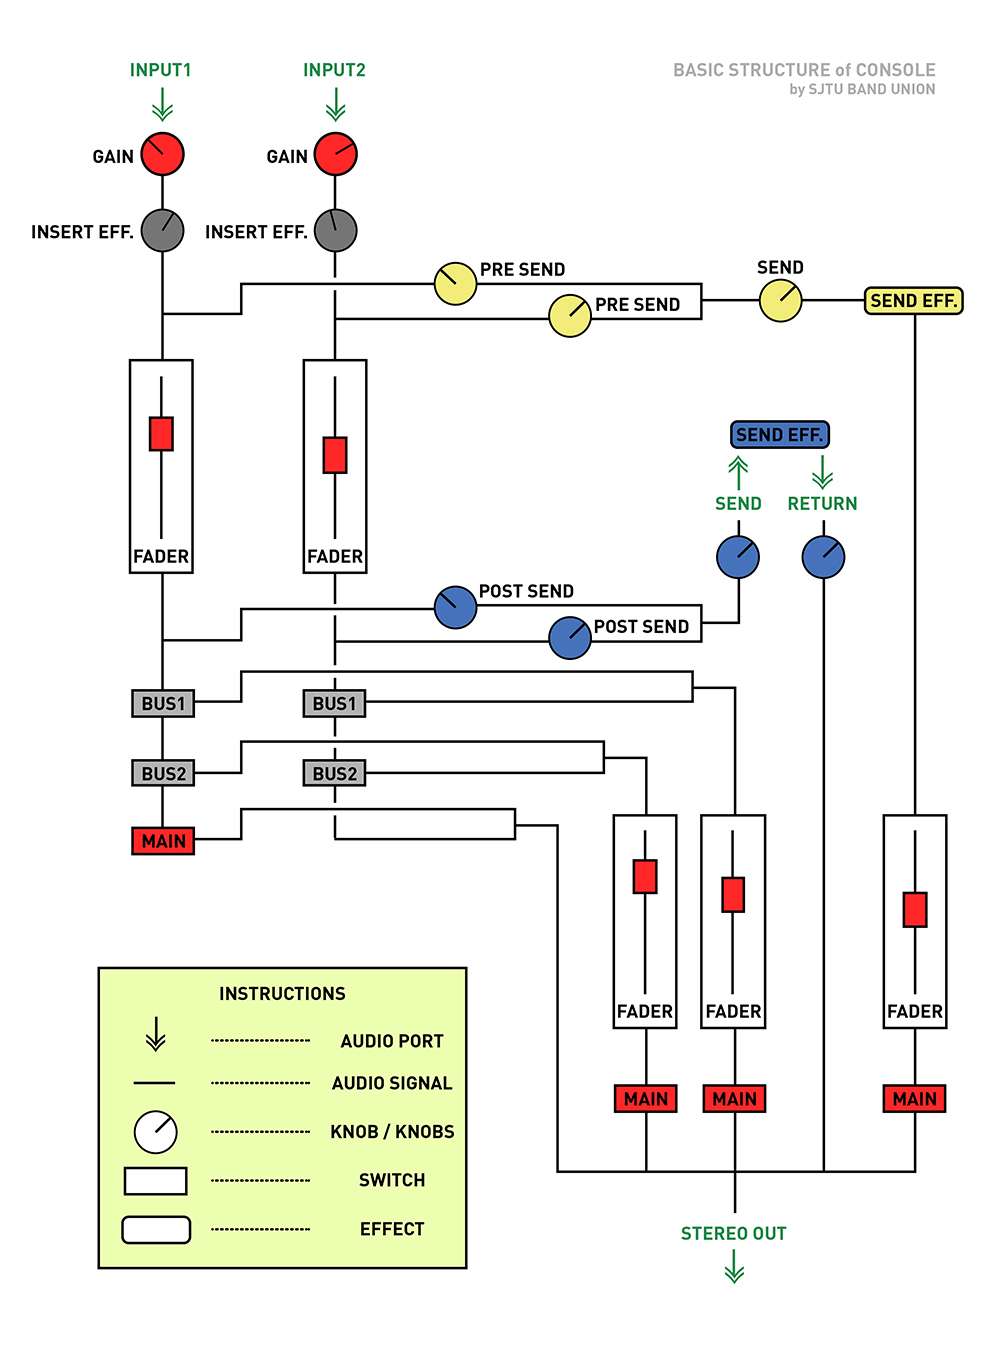 INPUT1
INPUT2
BASIC STRUCTURE of CONSOLE
by SJTU BAND UNION
GAIN
GAIN
INSERT EFF.
INSERT EFF.
PRE SEND
SEND
PRE SEND
SEND EFF.
SEND EFF.
SEND
RETURN
FADER
FADER
POST SEND
POST SEND
BUS1
BUS1
BUS2
BUS2
MAIN
FADER
FADER
FADER
MAIN
MAIN
MAIN
STEREO OUT
INSTRUCTIONS
AUDIO PORT
AUDIO SIGNAL
KNOB / KNOBS
SWITCH
EFFECT